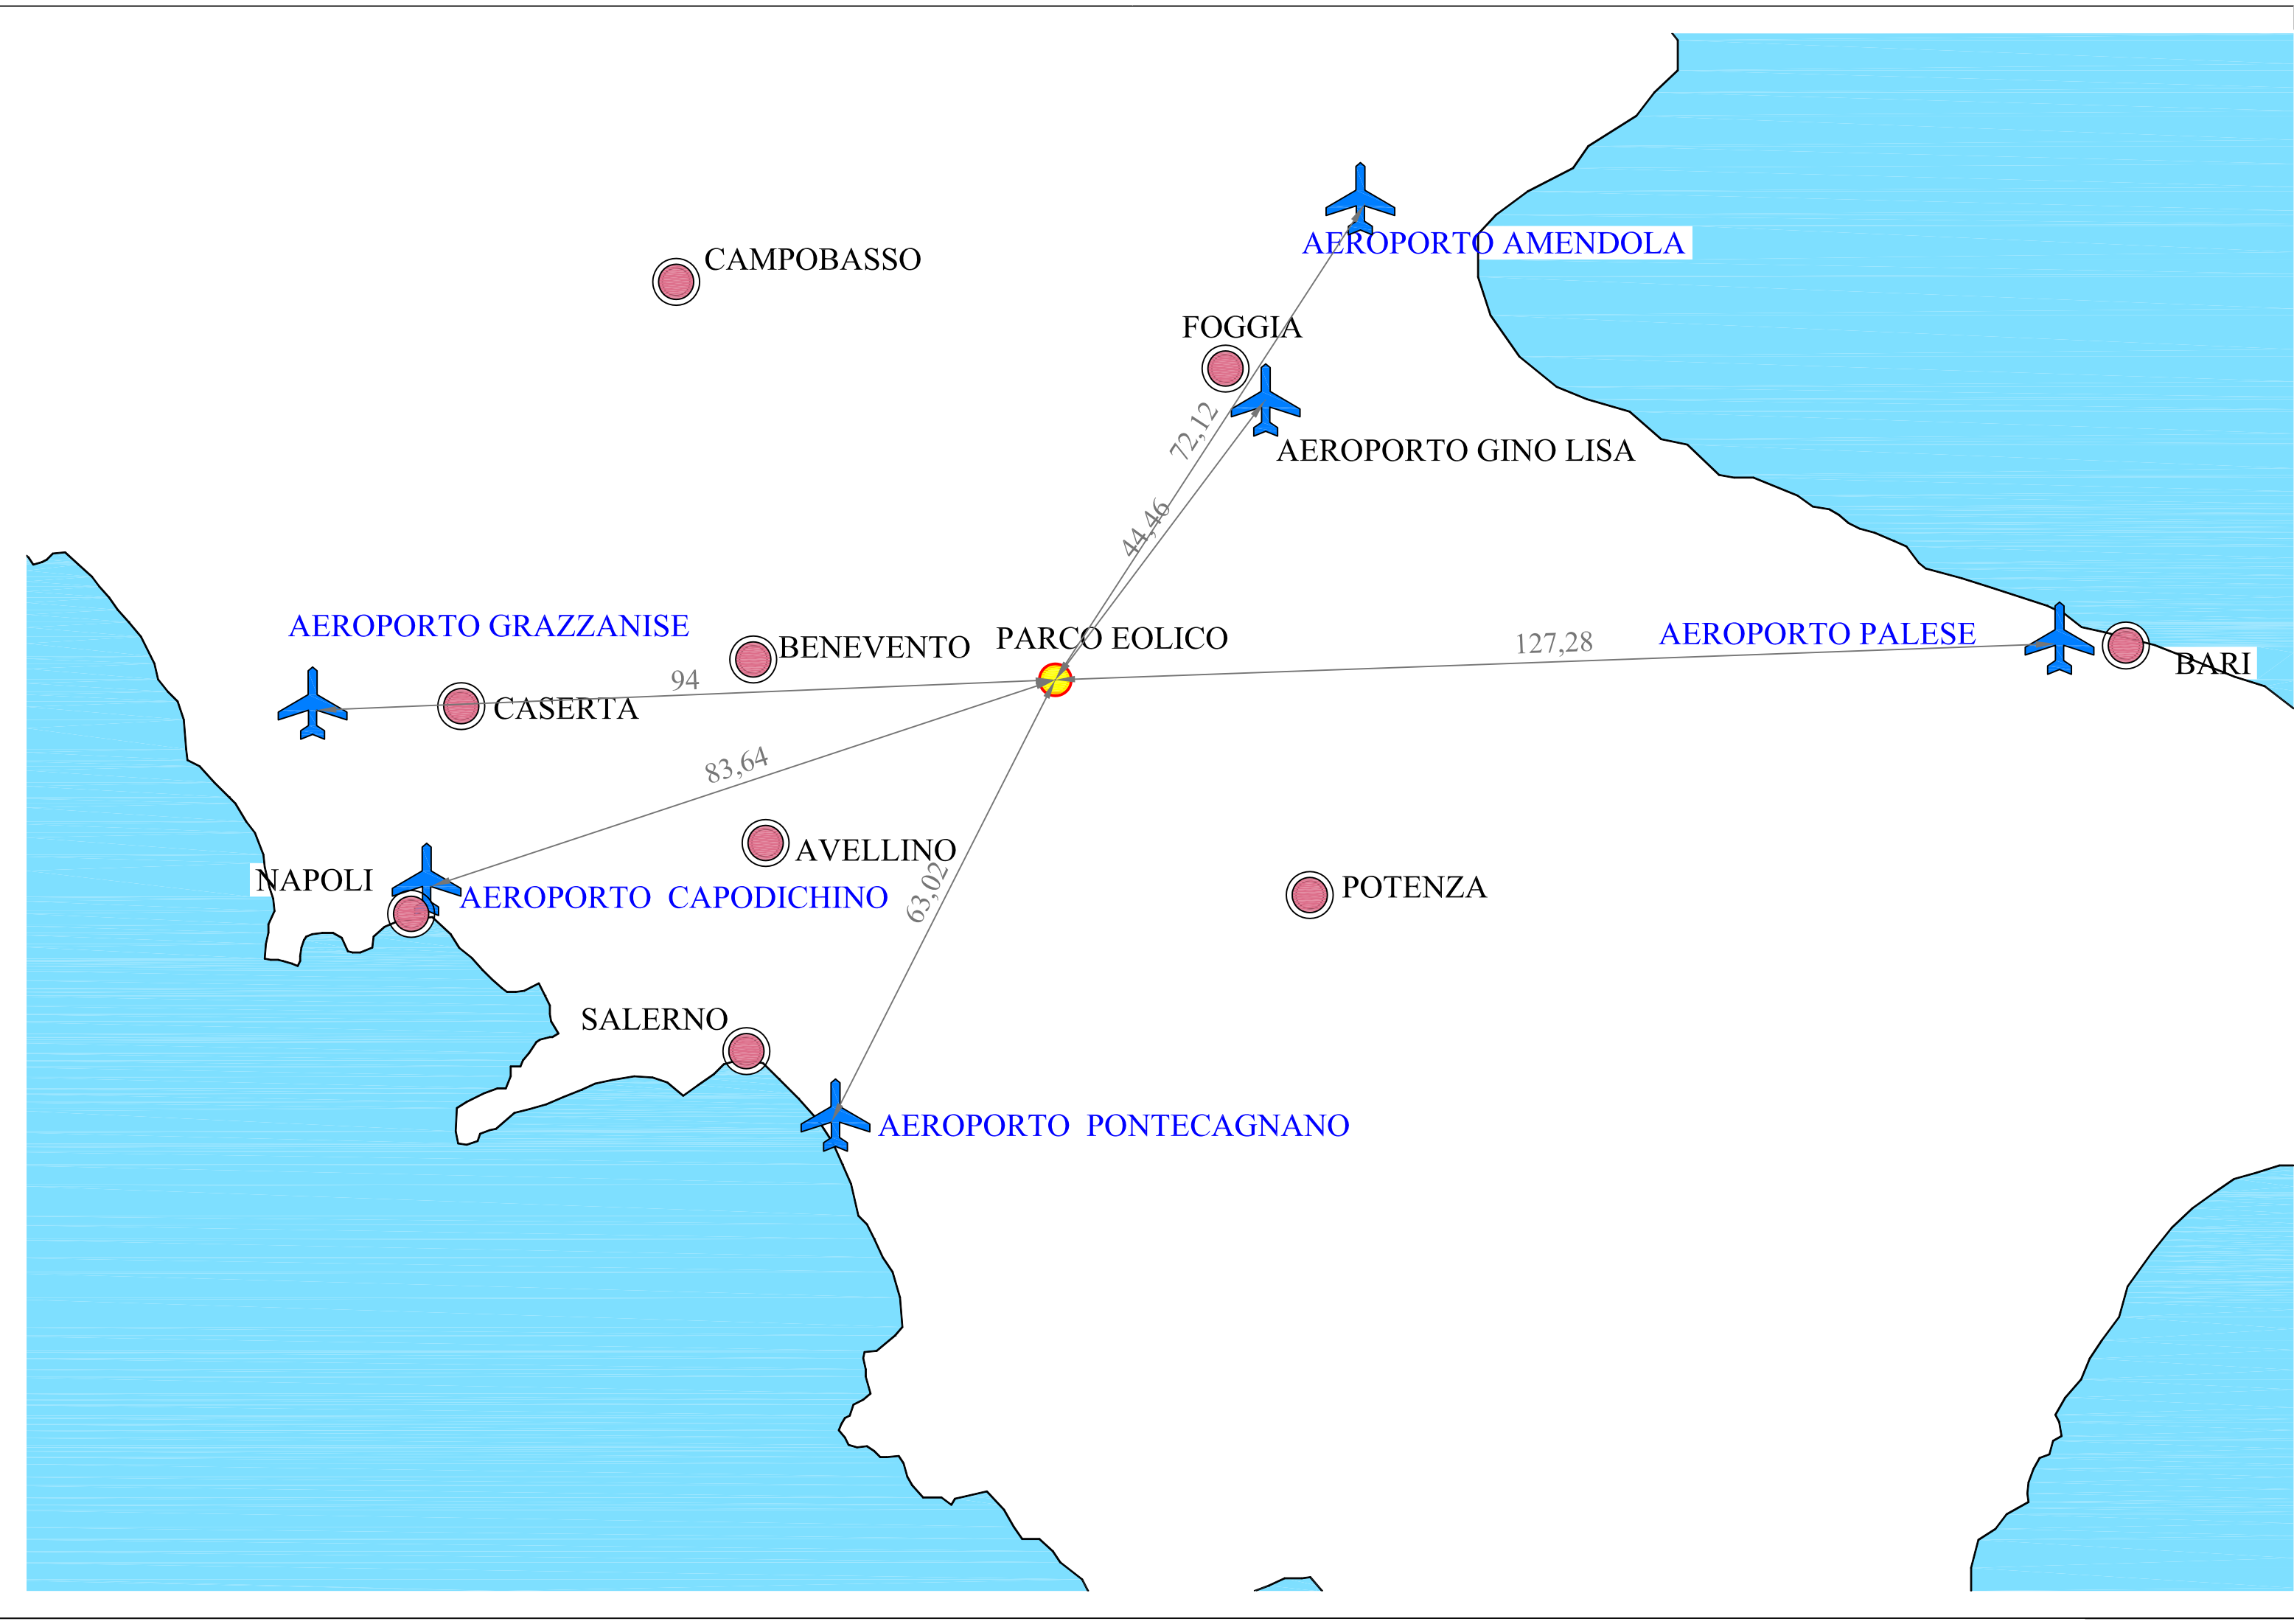 AEROPORTO AMENDOLA
CAMPOBASSO
FOGGIA
72,12
AEROPORTO GINO LISA
44,46
AEROPORTO GRAZZANISE
BENEVENTO
PARCO EOLICO
127,28
AEROPORTO PALESE
BARI
94
CASERTA
83,64
AVELLINO
NAPOLI
AEROPORTO CAPODICHINO
63,02
POTENZA
SALERNO
AEROPORTO PONTECAGNANO